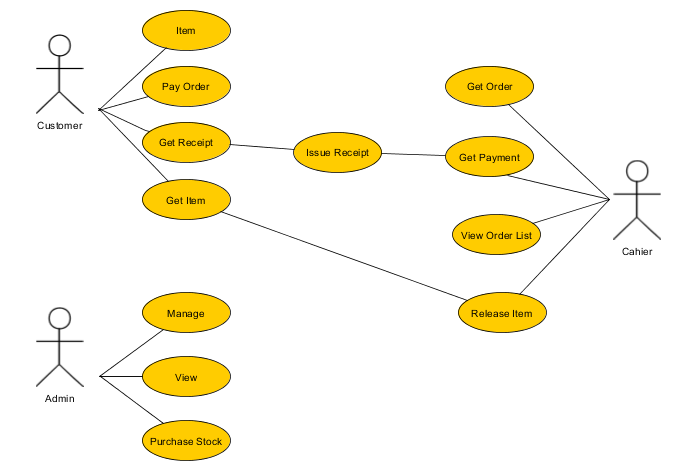 Item
Pay Order
Get Order
Customer
Get Receipt
Issue Receipt
Get Payment
Get Item
View Order List
Cahier
Manage
Release Item
View
Admin
Purchase Stock